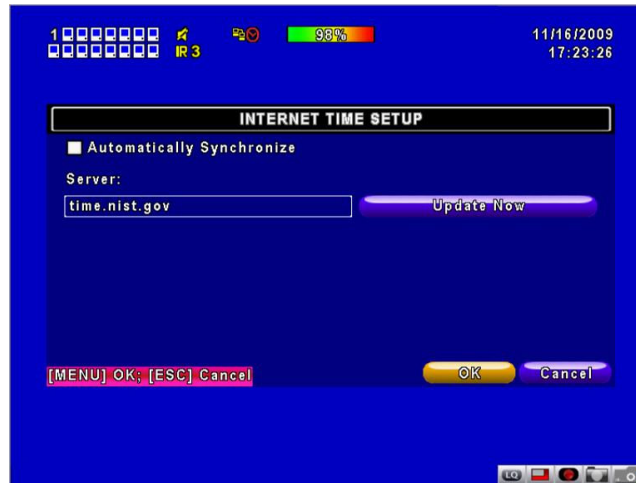 1 98% 11/16/2009
IR 3 17:23:26
INTERNET TIME SETUP
Automatically Synchronize
Server:
time.nist.gov Update Now
[MENU] OK; [ESC] Cancel OK Cancel
LQ